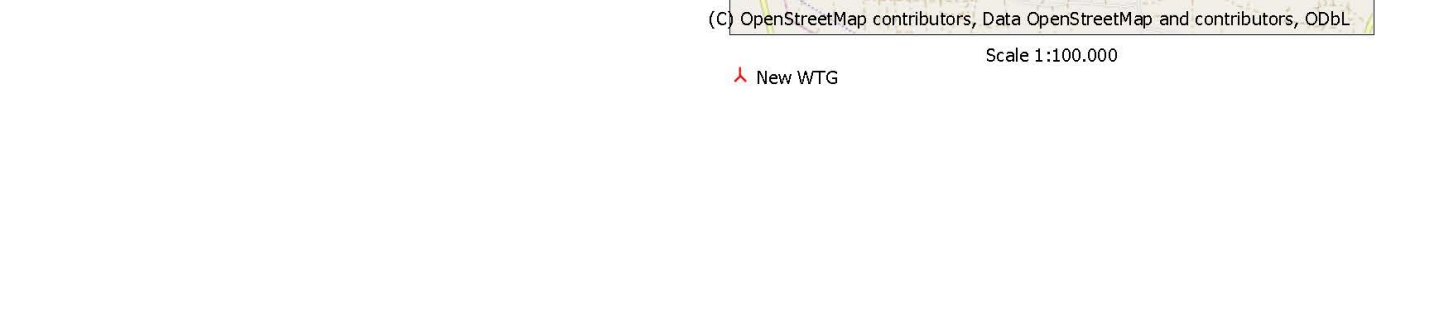 (C) OpenStreetMap contributors, Data OpenStreetMap and contributors, ODbL
Scale 1:100.000
New WTG